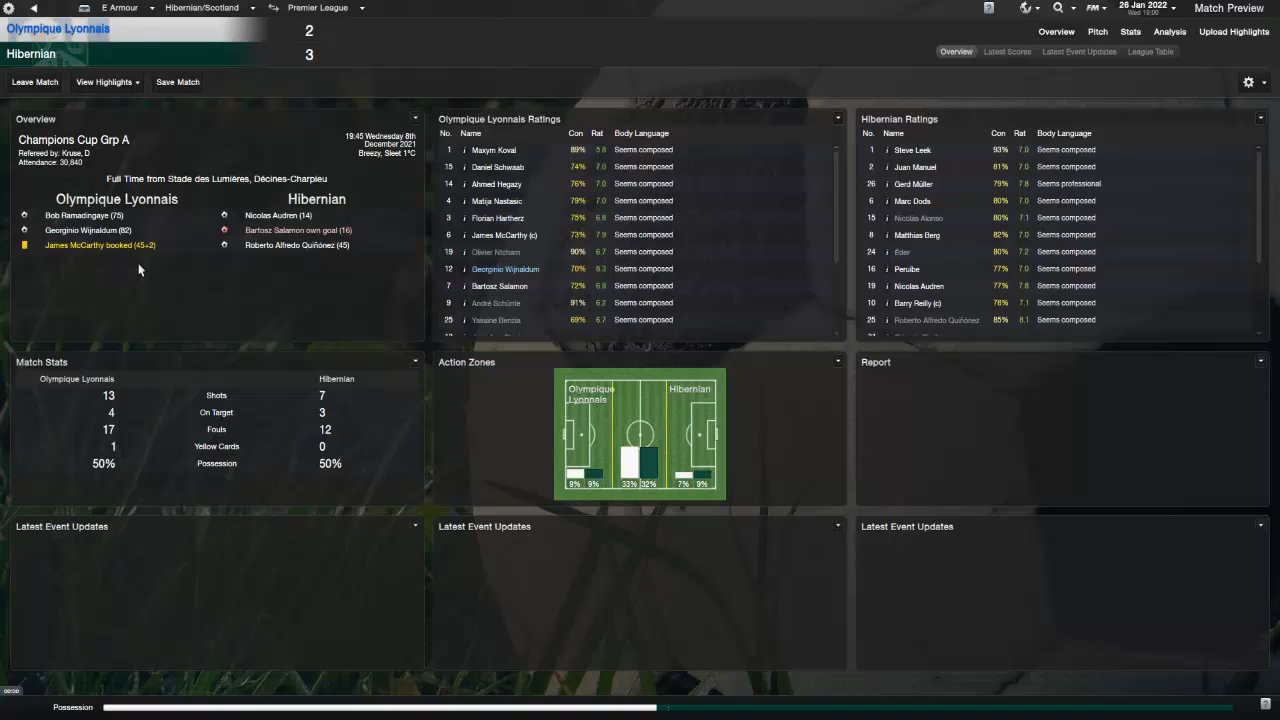 E Armour Hibernian/Scotland Premier League FM 26 Jan 2022 Wed 19:00 Match Preview
Olympique Lyonnais 2
Hibernian 3
Overview Pitch Stats Analysis Upload Highlights
Overview Latest Scores Latest Event Updates League Table
Leave Match View Highlights Save Match
Overview
Champions Cup Grp A
Refereed by: Kruse, D
Attendance: 30,840
19:45 Wednesday 8th
December 2021
Breezy, Sleet 1°C
Full Time from Stade des Lumières, Décines-Charpieu
Olympique Lyonnais Hibernian
Bob Ramadingaye (75) Nicolas Audren (14)
Georginio Wijnaldum (82) Bartosz Salamon own goal (16)
James McCarthy booked (45+2) Roberto Alfredo Quiñónez (45)
Olympique Lyonnais Ratings
No. Name Con Rat Body Language
1 i Maxym Koval 89% 5.8 Seems composed
15 i Daniel Schwaab 74% 7.0 Seems composed
14 i Ahmed Hegazy 76% 7.0 Seems composed
4 i Matija Nastasic 79% 7.0 Seems composed
3 i Florian Hartherz 75% 6.8 Seems composed
6 i James McCarthy (c) 73% 7.9 Seems composed
19 i Olivier Ntcham 90% 6.7 Seems composed
12 i Georginio Wijnaldum 70% 8.3 Seems composed
7 i Bartosz Salamon 72% 6.9 Seems composed
9 i André Schürrle 91% 6.2 Seems composed
25 i Yassine Benzia 69% 6.7 Seems composed
Hibernian Ratings
No. Name Con Rat Body Language
1 i Steve Leek 93% 7.0 Seems composed
2 i Juan Manuel 81% 7.0 Seems composed
26 i Gerd Müller 79% 7.8 Seems professional
6 i Marc Dods 80% 7.0 Seems composed
15 i Nicolás Alonso 80% 7.1 Seems composed
8 i Matthias Berg 82% 7.0 Seems composed
24 i Éder 80% 7.2 Seems composed
16 i Peruíbe 77% 7.0 Seems composed
19 i Nicolas Audren 77% 7.8 Seems composed
10 i Barry Reilly (c) 78% 7.1 Seems composed
25 i Roberto Alfredo Quiñónez 85% 8.1 Seems composed
Match Stats
Olympique Lyonnais Hibernian
13 Shots 7
4 On Target 3
17 Fouls 12
1 Yellow Cards 0
50% Possession 50%
Action Zones
Olympique Hibernian
Lyonnais
9% 9% 33% 32% 7% 9%
Report
Latest Event Updates
Latest Event Updates
Latest Event Updates
00:00
Possession